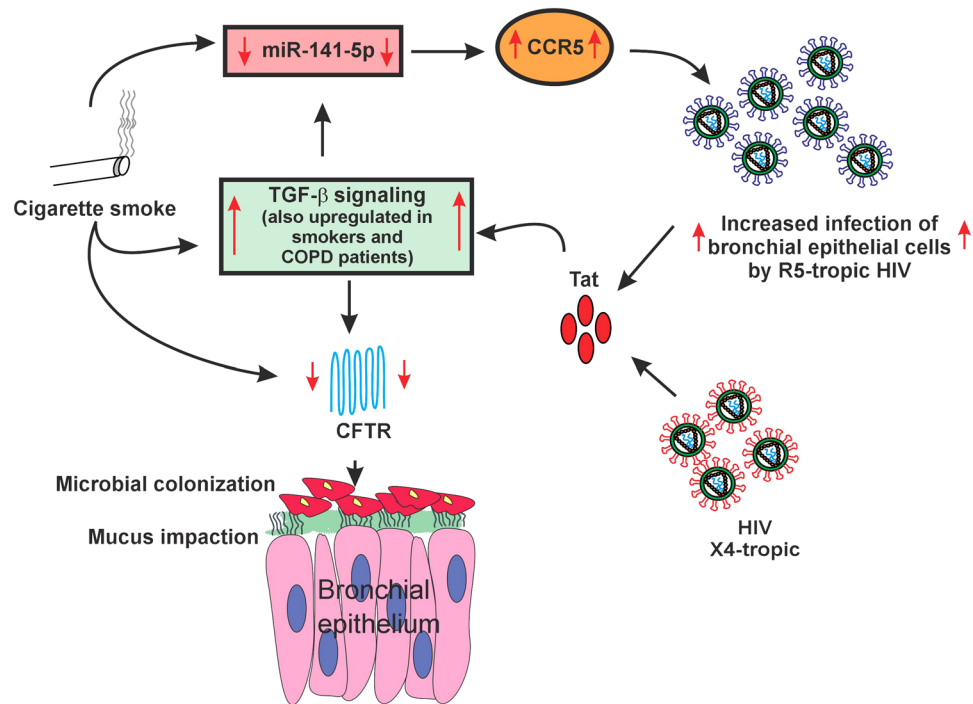 miR-141-5p
CCR5
Cigarette smoke
TGF-β signaling
(also upregulated in
smokers and
COPD patients)
Increased infection of
bronchial epithelial cells
by R5-tropic HIV
Tat
CFTR
HIV
X4-tropic
Microbial colonization
Mucus impaction
Bronchial
epithelium